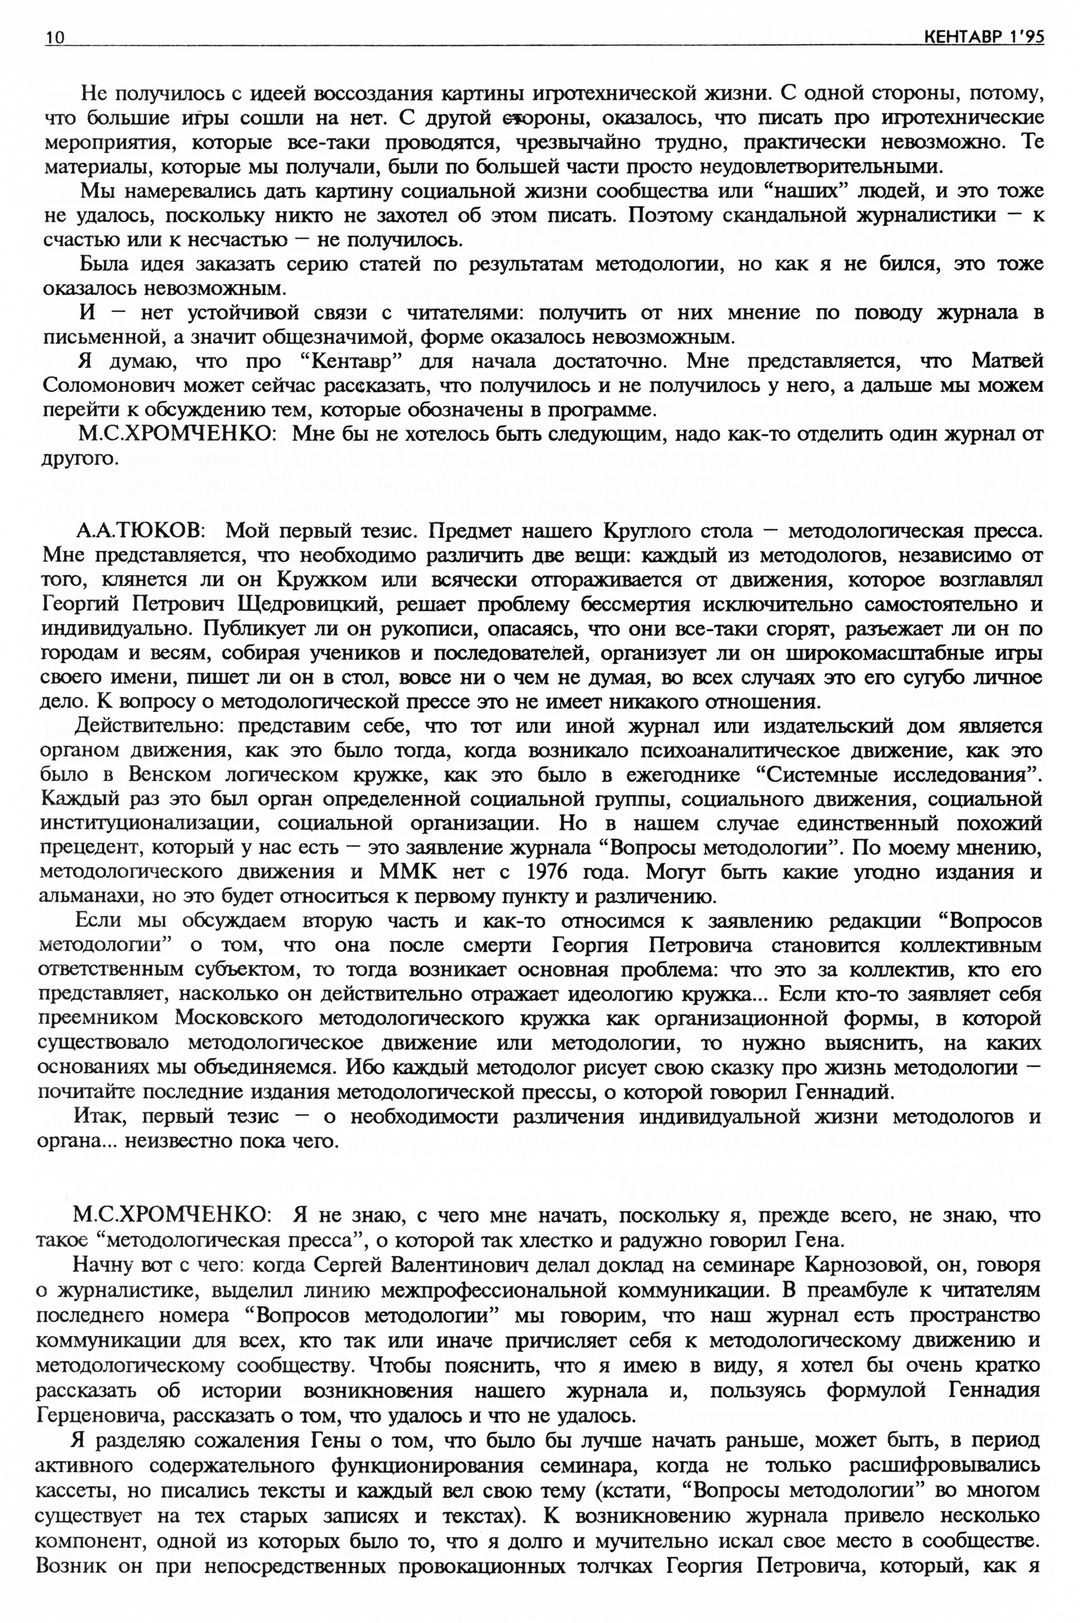 10 КЕНТАВР 1'95
Не получилось с идеей воссоздания картины игротехнической жизни. С одной стороны, потому,
что большие игры сошли на нет. С другой стороны, оказалось, что писать про игротехнические
мероприятия, которые все-таки проводятся, чрезвычайно трудно, практически невозможно. Те
материалы, которые мы получали, были по большей части просто неудовлетворительными.
Мы намеревались дать картину социальной жизни сообщества или “наших” людей, и это тоже
не удалось, поскольку никто не захотел об этом писать. Поэтому скандальной журналистики — к
счастью или к несчастью — не получилось.
Была идея заказать серию статей по результатам методологии, но как я не бился, это тоже
оказалось невозможным.
И — нет устойчивой связи с читателями: получить от них мнение по поводу журнала в
письменной, а значит общезначимой, форме оказалось невозможным.
Я думаю, что про “Кентавр” для начала достаточно. Мне представляется, что Матвей
Соломонович может сейчас рассказать, что получилось и не получилось у него, а дальше мы можем
перейти к обсуждению тем, которые обозначены в программе.
М.С.ХРОМЧЕНКО: Мне бы не хотелось быть следующим, надо как-то отделить один журнал от
другого.
А.А.ТЮКОВ: Мой первый тезис. Предмет нашего Круглого стола — методологическая пресса.
Мне представляется, что необходимо различить две вещи: каждый из методологов, независимо от
того, клянется ли он Кружком или всячески отгораживается от движения, которое возглавлял
Георгий Петрович Щедровицкий, решает проблему бессмертия исключительно самостоятельно и
индивидуально. Публикует ли он рукописи, опасаясь, что они все-таки сгорят, разъежает ли он по
городам и весям, собирая учеников и последователей, организует ли он широкомасштабные игры
своего имени, пишет ли он в стол, вовсе ни о чем не думая, во всех случаях это его сугубо личное
дело. К вопросу о методологической прессе это не имеет никакого отношения.
Действительно: представим себе, что тот или иной журнал или издательский дом является
органом движения, как это было тогда, когда возникало психоаналитическое движение, как это
было в Венском логическом кружке, как это было в ежегоднике “Системные исследования”.
Каждый раз это был орган определенной социальной группы, социального движения, социальной
институционализации, социальной организации. Но в нашем случае единственный похожий
прецедент, который у нас есть — это заявление журнала “Вопросы методологии”. По моему мнению,
методологического движения и ММК нет с 1976 года. Могут быть какие угодно издания и
альманахи, но это будет относиться к первому пункту и различению.
Если мы обсуждаем вторую часть и как-то относимся к заявлению редакции “Вопросов
методологии” о том, что она после смерти Георгия Петровича становится коллективным
ответственным субъектом, то тогда возникает основная проблема: что это за коллектив, кто его
представляет, насколько он действительно отражает идеологию кружка... Если кто-то заявляет себя
преемником Московского методологического кружка как организационной формы, в которой
существовало методологическое движение или методологии, то нужно выяснить, на каких
основаниях мы объединяемся. Ибо каждый методолог рисует свою сказку про жизнь методологии —
почитайте последние издания методологической прессы, о которой говорил Геннадий.
Итак, первый тезис — о необходимости различения индивидуальной жизни методологов и
органа... неизвестно пока чего.
М.С.ХРОМЧЕНКО: Я не знаю, с чего мне начать, поскольку я, прежде всего, не знаю, что
такое “методологическая пресса”, о которой так хлестко и радужно говорил Гена.
Начну вот с чего: когда Сергей Валентинович делал доклад на семинаре Карнозовой, он, говоря
о журналистике, выделил линию межпрофессиональной коммуникации. В преамбуле к читателям
последнего номера “Вопросов методологии” мы говорим, что наш журнал есть пространство
коммуникации для всех, кто так или иначе причисляет себя к методологическому движению и
методологическому сообществу. Чтобы пояснить, что я имею в виду, я хотел бы очень кратко
рассказать об истории возникновения нашего журнала и, пользуясь формулой Геннадия
Герценовича, рассказать о том, что удалось и что не удалось.
Я разделяю сожаления Гены о том, что было бы лучше начать раньше, может быть, в период
активного содержательного функционирования семинара, когда не только расшифровывались
кассеты, но писались тексты и каждый вел свою тему (кстати, “Вопросы методологии” во многом
существует на тех старых записях и текстах). К возникновению журнала привело несколько
компонент, одной из которых было то, что я долго и мучительно искал свое место в сообществе.
Возник он при непосредственных провокационных толчках Георгия Петровича, который, как я